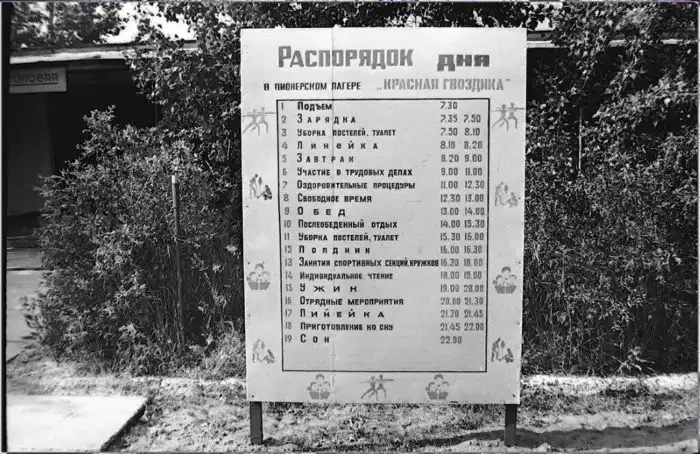 СТОЛОВАЯ
РАСПОРЯДОК ДНЯ
В ПИОНЕРСКОМ ЛАГЕРЕ „КРАСНАЯ ГВОЗДИКА"
1 ПОДЪЕМ 7.30
2 ЗАРЯДКА 7.35 7.50
3 УБОРКА ПОСТЕЛЕЙ, ТУАЛЕТ 7.50 8.10
4 ЛИНЕЙКА 8.10 8.20
5 ЗАВТРАК 8.20 9.00
6 УЧАСТИЕ В ТРУДОВЫХ ДЕЛАХ 9.00 11.00
7 ОЗДОРОВИТЕЛЬНЫЕ ПРОЦЕДУРЫ 11.00 12.30
8 СВОБОДНОЕ ВРЕМЯ 12.30 13.00
9 ОБЕД 13.00 14.00
10 ПОСЛЕОБЕДЕННЫЙ ОТДЫХ 14.00 15.30
11 УБОРКА ПОСТЕЛЕЙ, ТУАЛЕТ 15.30 16.00
12 ПОЛДНИК 16.00 16.30
13 ЗАНЯТИЯ СПОРТИВНЫХ СЕКЦИЙ, КРУЖКОВ 16.30 18.00
14 ИНДИВИДУАЛЬНОЕ ЧТЕНИЕ 18.00 19.00
15 УЖИН 19.00 20.00
16 ОТРЯДНЫЕ МЕРОПРИЯТИЯ 20.00 21.30
17 ЛИНЕЙКА 21.30 21.45
18 ПРИГОТОВЛЕНИЕ КО СНУ 21.45 22.00
19 СОН 22.00